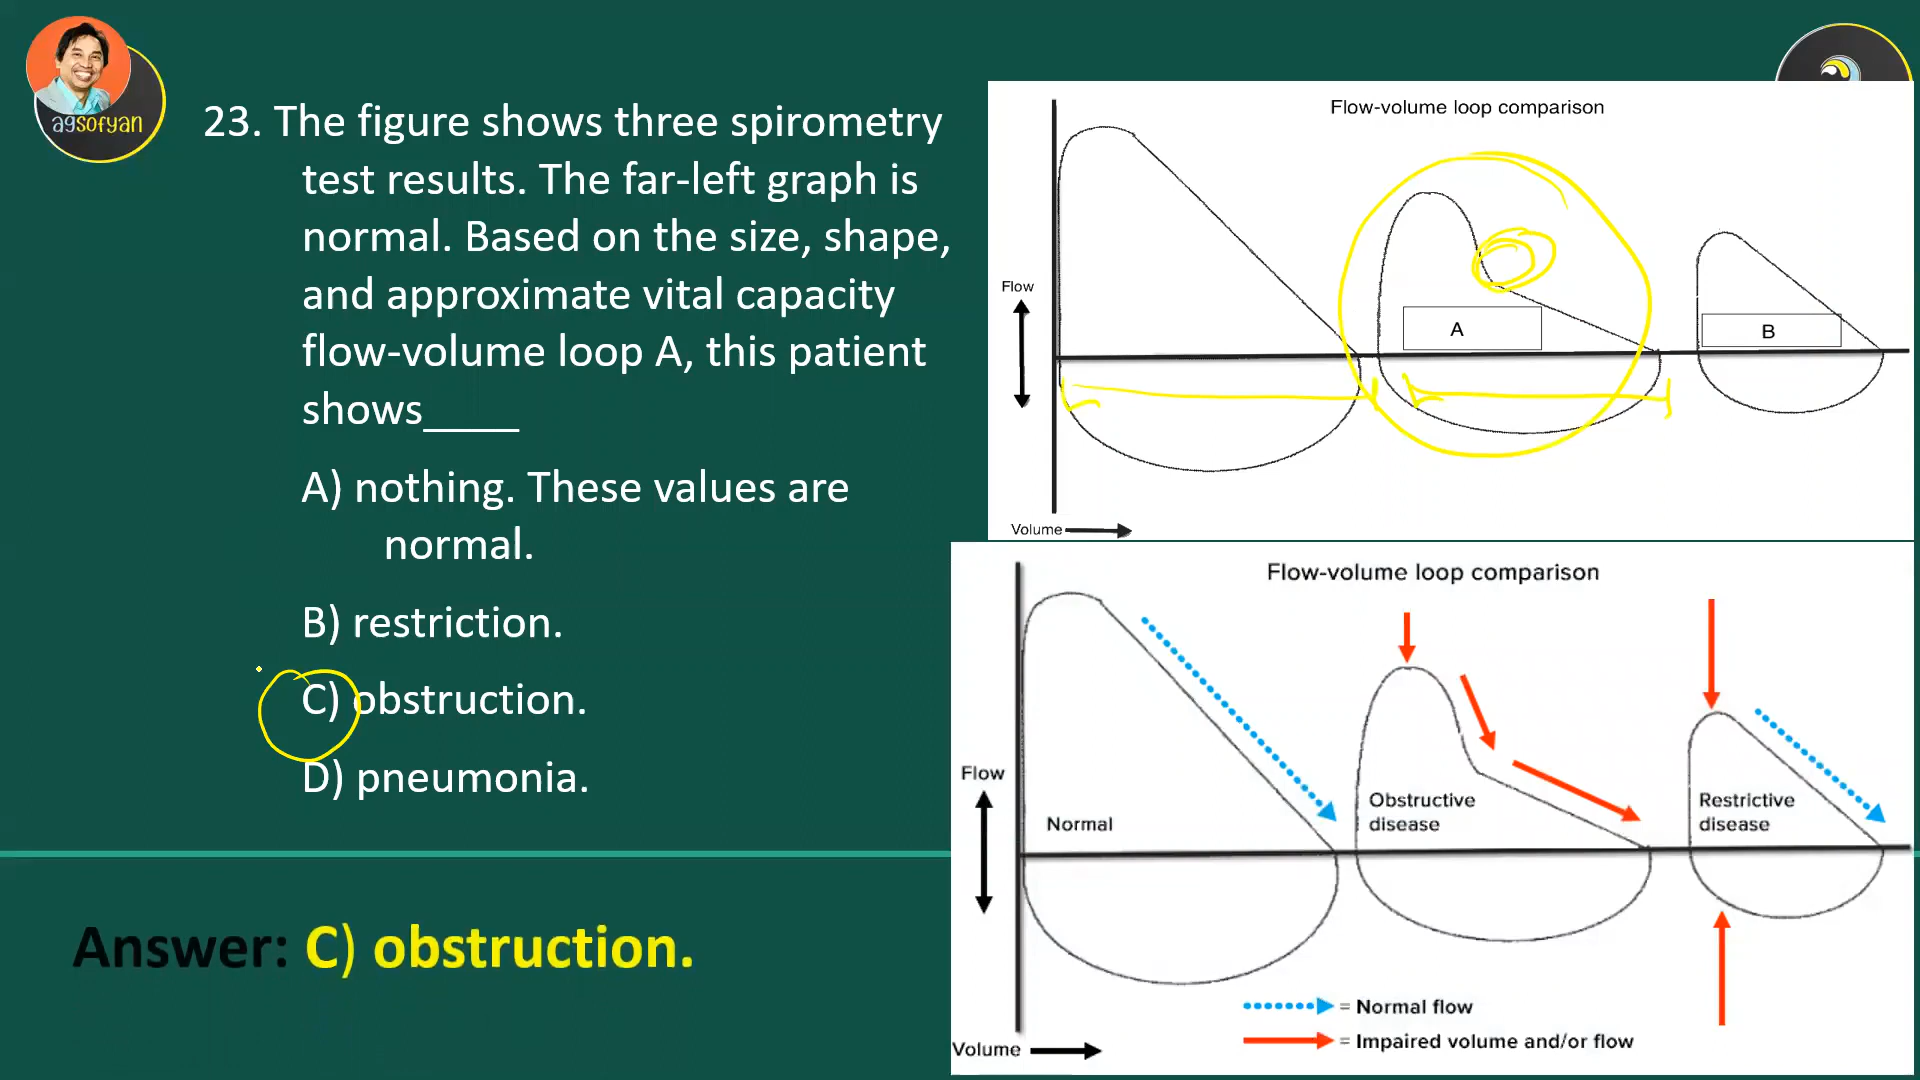 agsofyan
23. The figure shows three spirometry
test results. The far-left graph is
normal. Based on the size, shape,
and approximate vital capacity
flow-volume loop A, this patient
shows_____
A) nothing. These values are
normal.
B) restriction.
C) obstruction.
D) pneumonia.
Answer: C) obstruction.
Flow-volume loop comparison
Flow
A
B
Volume
Flow-volume loop comparison
Flow
Normal
Obstructive
disease
Restrictive
disease
= Normal flow
= Impaired volume and/or flow
Volume